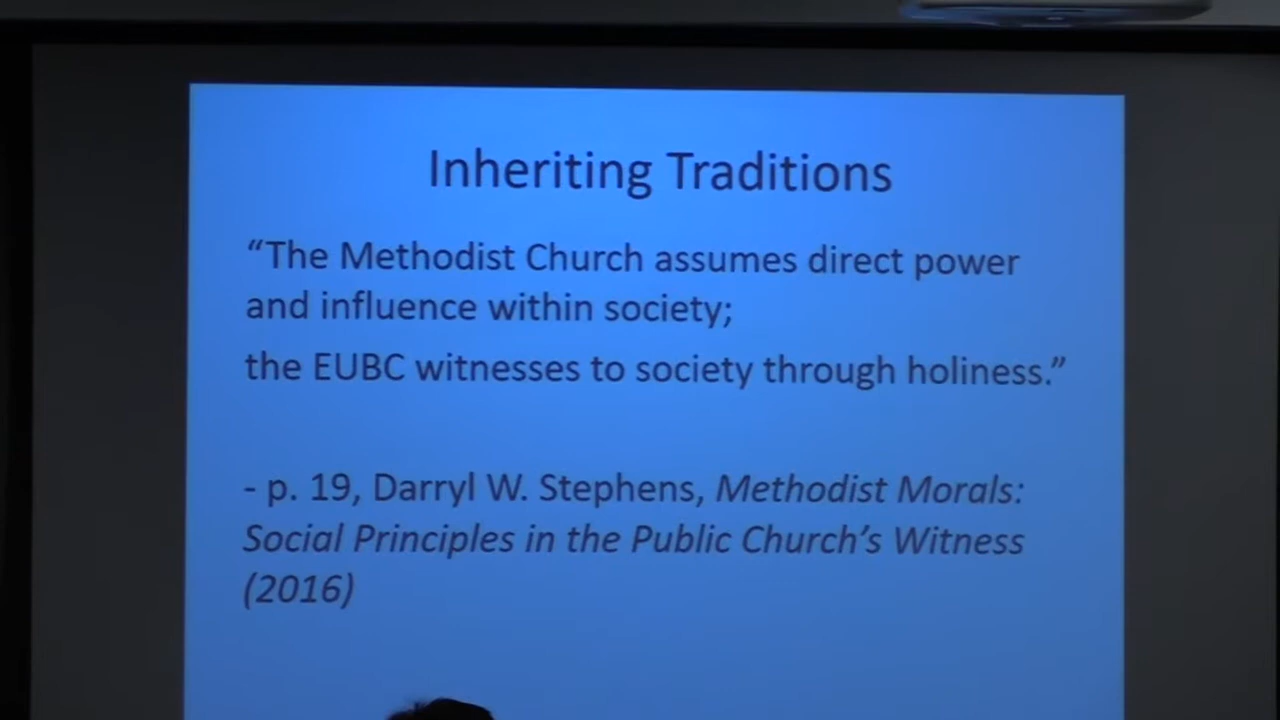 Inheriting Traditions
“The Methodist Church assumes direct power
and influence within society;
the EUBC witnesses to society through holiness.”
- p. 19, Darryl W. Stephens, Methodist Morals:
Social Principles in the Public Church’s Witness
(2016)